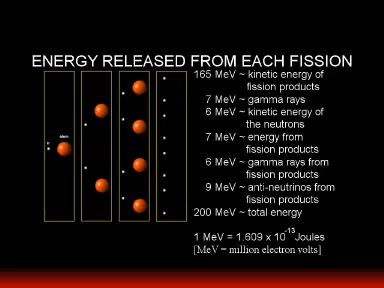 ENERGY RELEASED FROM EACH FISSION
165 MeV ~ kinetic energy of
fission products
7 MeV ~ gamma rays
6 MeV ~ kinetic energy of
the neutrons
7 MeV ~ energy from
fission products
6 MeV ~ gamma rays from
fission products
9 MeV ~ anti-neutrinos from
fission products
200 MeV ~ total energy
1 MeV = 1.609 x 10⁻¹³ Joules
[MeV = million electron volts]